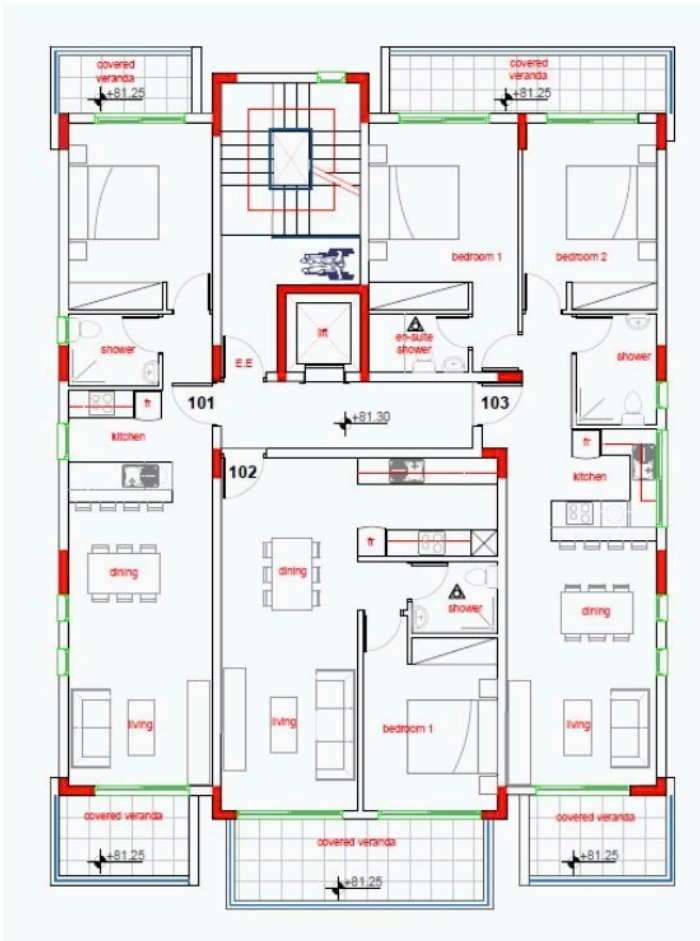 covered
veranda
+81.25
covered
veranda
+81.25
bedroom 1
bedroom 2
shower
E.E
lift
en-suite
shower
shower
fr
101
+81.30
103
kitchen
102
fr
kitchen
dining
dining
fr
shower
dining
living
living
bedroom 1
living
covered veranda
+81.25
covered veranda
+81.25
covered veranda
+81.25